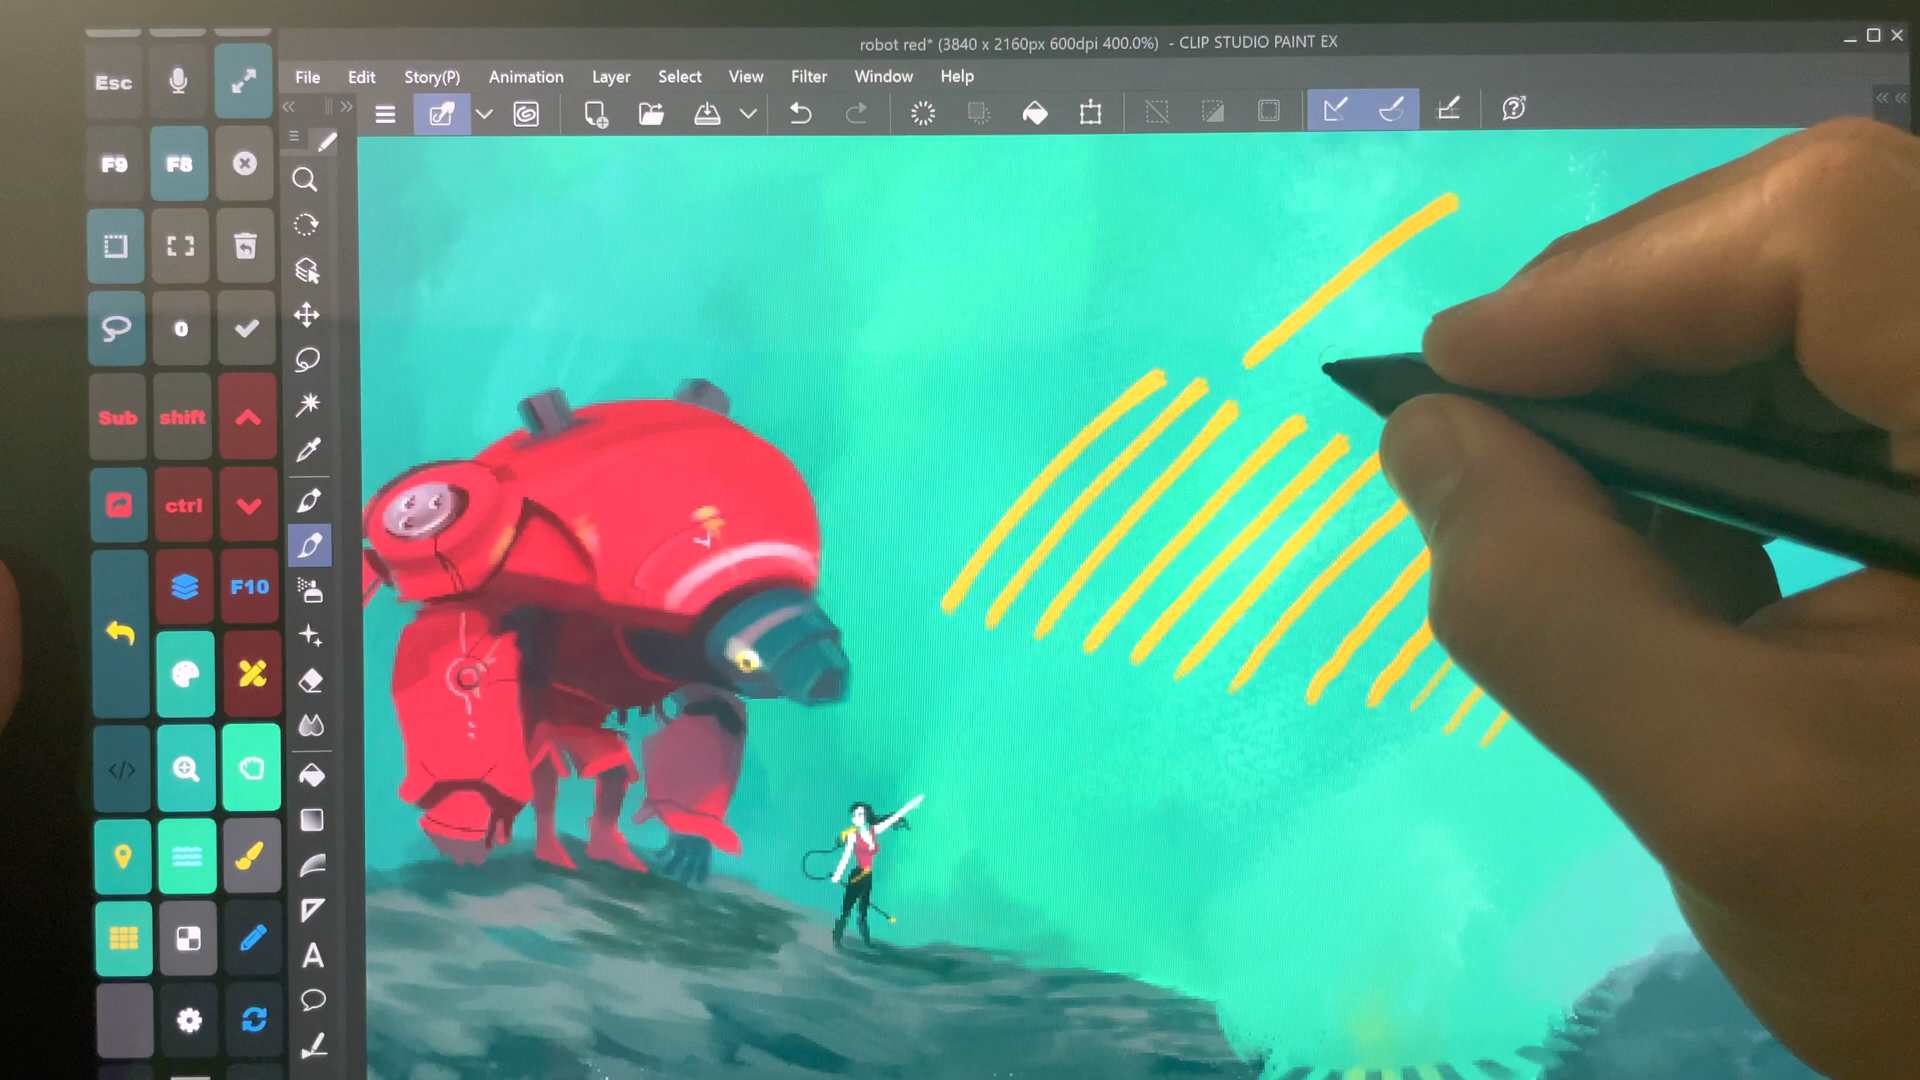 robot red* (3840 x 2160px 600dpi 400.0%) - CLIP STUDIO PAINT EX
File Edit Story(P) Animation Layer Select View Filter Window Help
Esc
F9 F8
0
Sub shift
ctrl
F10
</>
A